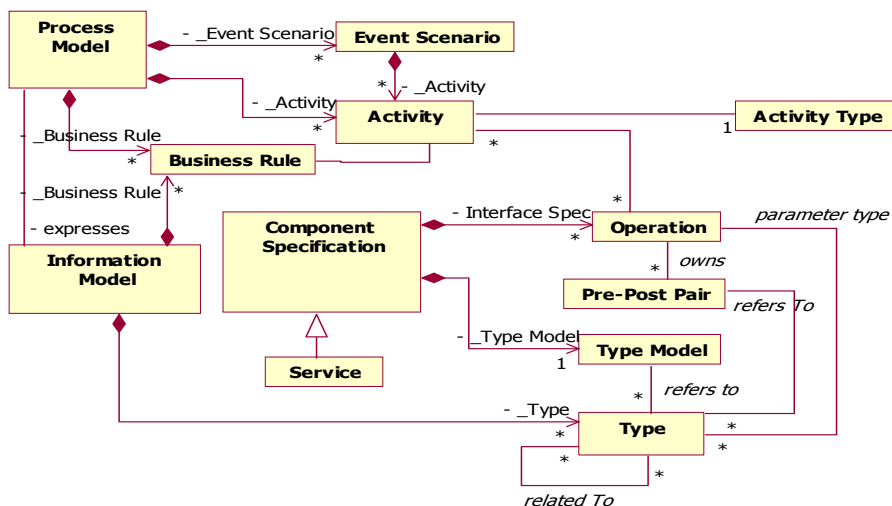 Process
Model
- _Event Scenario
*
Event Scenario
* - _Activity
- _Activity
*
Activity
*
1
Activity Type
- _Business Rule
*
Business Rule
- _Business Rule
*
- expresses
Information
Model
Component
Specification
- Interface Spec
*
*
Operation
parameter type
* owns
Pre-Post Pair
refers To
- _Type Model
1
Type Model
Service
* refers to
- _Type
*
Type
*
*
*
*
related To